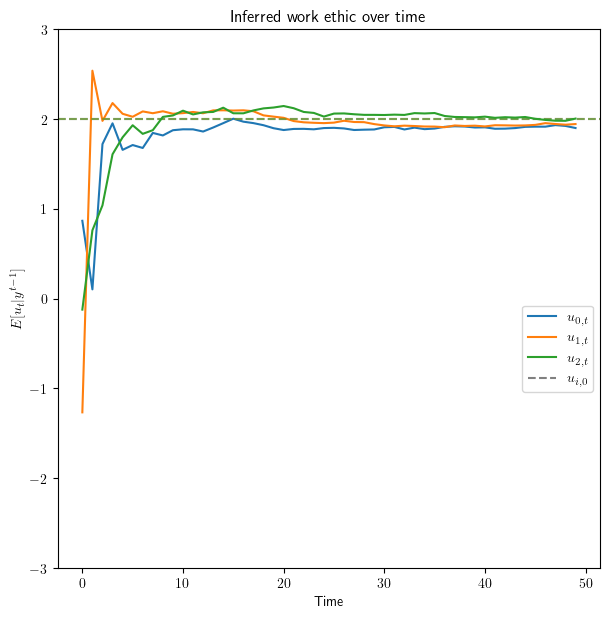 Inferred work ethic over time
E[u_t|y^{t−1}]
3
2
1
0
−1
−2
−3
u_{0,t}
u_{1,t}
u_{2,t}
u_{i,0}
0 10 20 30 40 50
Time